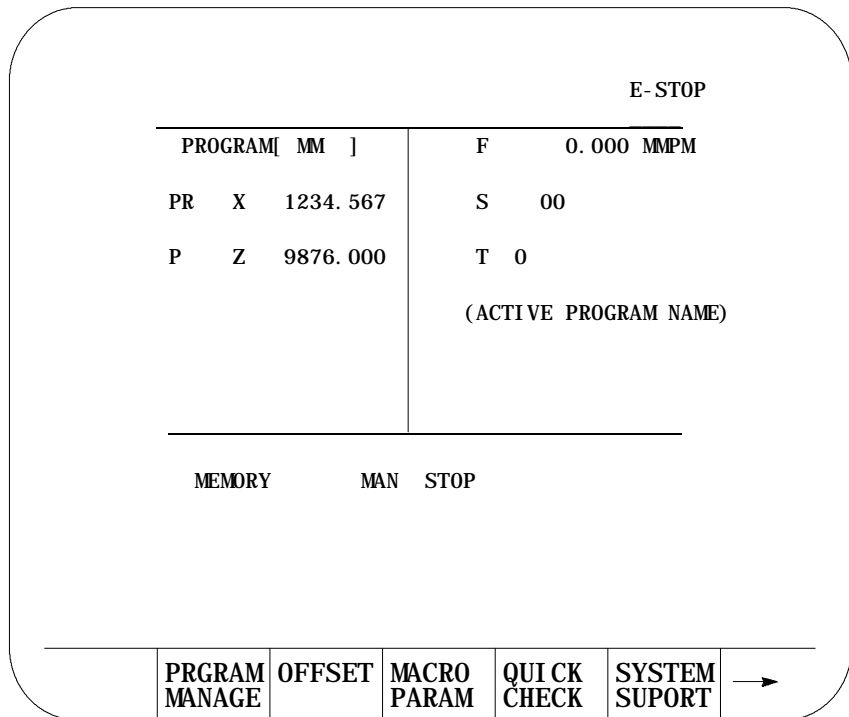 E-STOP
PROGRAM[ MM ] F 0.000 MMPM
PR X 1234.567 S 00
P Z 9876.000 T 0
(ACTIVE PROGRAM NAME)
MEMORY MAN STOP
PRGRAM OFFSET MACRO QUICK SYSTEM
MANAGE PARAM CHECK SUPORT